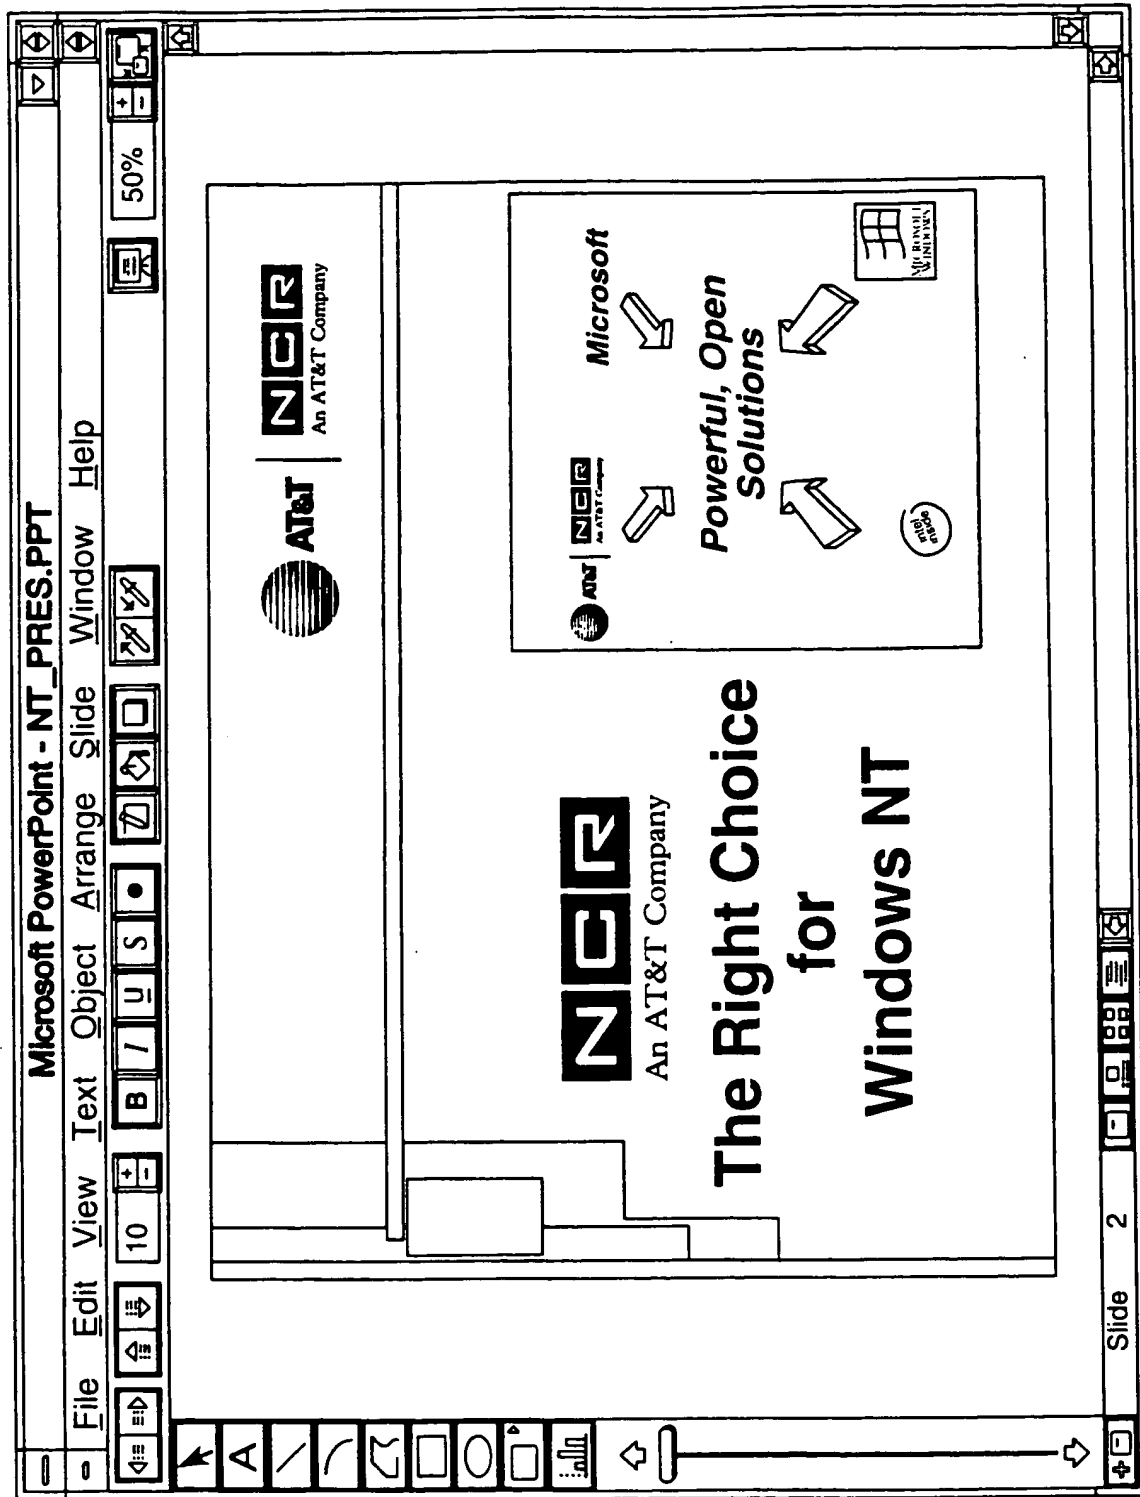 Microsoft PowerPoint - NT_PRES.PPT
File Edit View Text Object Arrange Slide Window Help
10 + - B I U S 50% + -
A
AT&T NCR
An AT&T Company
NCR
An AT&T Company
The Right Choice
for
Windows NT
AT&T NCR Microsoft
An AT&T Company
Powerful, Open
Solutions
intel
inside
MICROSOFT
WINDOWS
Slide 2